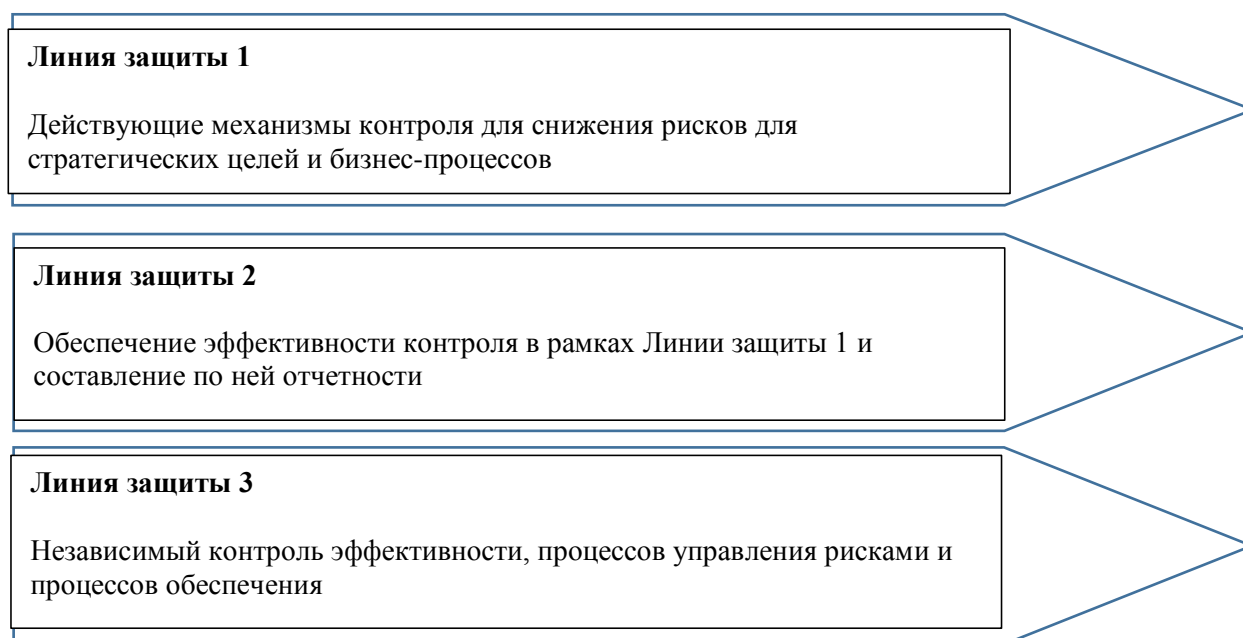 Линия защиты 1
Действующие механизмы контроля для снижения рисков для
стратегических целей и бизнес-процессов
Линия защиты 2
Обеспечение эффективности контроля в рамках Линии защиты 1 и
составление по ней отчетности
Линия защиты 3
Независимый контроль эффективности, процессов управления рисками и
процессов обеспечения